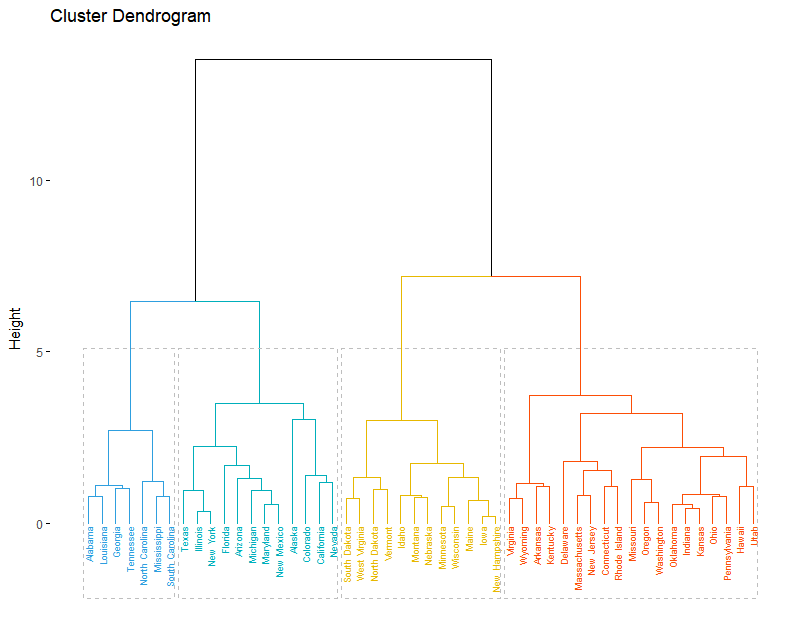 Cluster Dendrogram
Height
10
5
0
Alabama
Louisiana
Georgia
Tennessee
North Carolina
Mississippi
South Carolina
Texas
Illinois
New York
Florida
Arizona
Michigan
Maryland
New Mexico
Alaska
Colorado
California
Nevada
South Dakota
West Virginia
North Dakota
Vermont
Idaho
Montana
Nebraska
Minnesota
Wisconsin
Maine
Iowa
New Hampshire
Virginia
Wyoming
Arkansas
Kentucky
Delaware
Massachusetts
New Jersey
Connecticut
Rhode Island
Missouri
Oregon
Washington
Oklahoma
Indiana
Kansas
Ohio
Pennsylvania
Hawaii
Utah